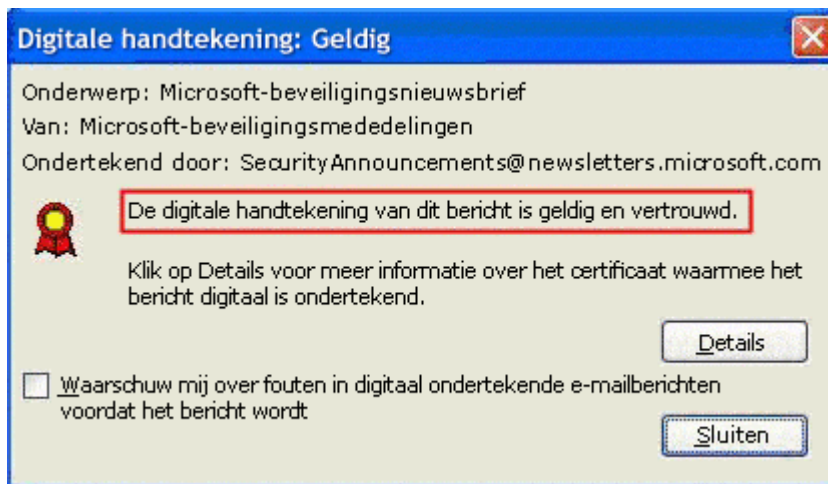 Digitale handtekening: Geldig
Onderwerp: Microsoft-beveiligingsnieuwsbrief
Van: Microsoft-beveiligingsmededelingen
Ondertekend door: SecurityAnnouncements@newsletters.microsoft.com
De digitale handtekening van dit bericht is geldig en vertrouwd.
Klik op Details voor meer informatie over het certificaat waarmee het
bericht digitaal is ondertekend.
Details
Waarschuw mij over fouten in digitaal ondertekende e-mailberichten
voordat het bericht wordt
Sluiten